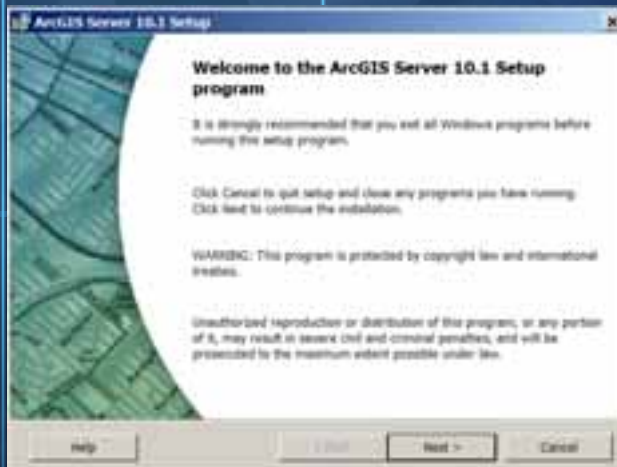 ArcGIS Server 10.1 Setup
Welcome to the ArcGIS Server 10.1 Setup
program
It is strongly recommended that you exit all Windows programs before
running this setup program.
Click Cancel to quit setup and close any programs you have running.
Click Next to continue the installation.
WARNING: This program is protected by copyright law and international
treaties.
Unauthorized reproduction or distribution of this program, or any portion
of it, may result in severe civil and criminal penalties, and will be
prosecuted to the maximum extent possible under law.
Help
< Back
Next >
Cancel